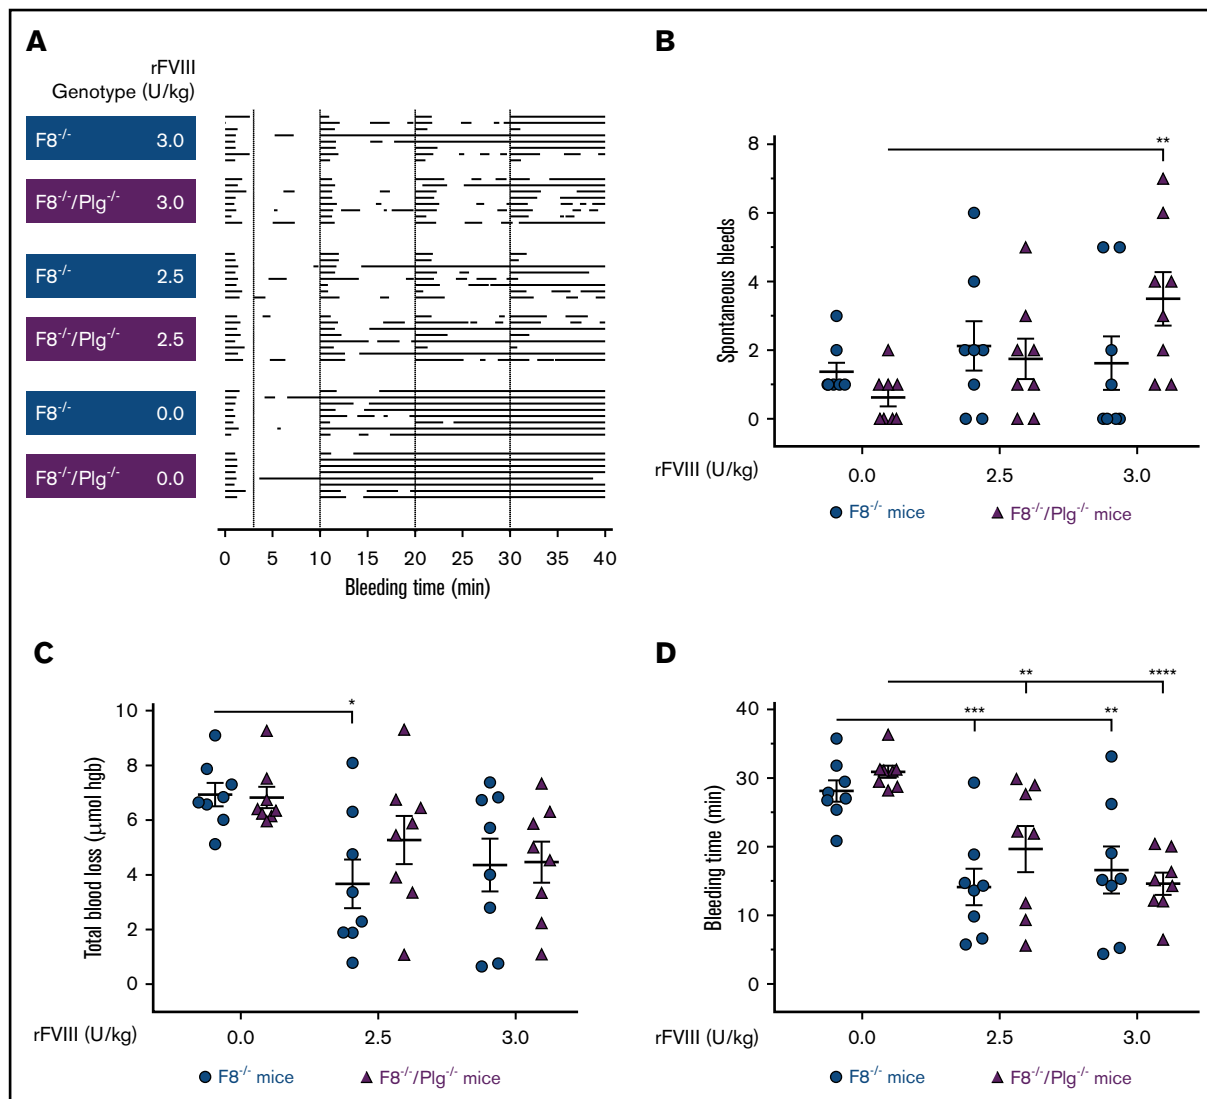 A
rFVIII
Genotype (U/kg)
F8-/- 3.0
F8-/-/Plg-/- 3.0
F8-/- 2.5
F8-/-/Plg-/- 2.5
F8-/- 0.0
F8-/-/Plg-/- 0.0
0 5 10 15 20 25 30 35 40
Bleeding time (min)
B
**
8
6
4
2
0
Spontaneous bleeds
rFVIII (U/kg) 0.0 2.5 3.0
F8-/- mice F8-/-/Plg-/- mice
C
*
10
8
6
4
2
0
Total blood loss (μmol hgb)
rFVIII (U/kg) 0.0 2.5 3.0
F8-/- mice F8-/-/Plg-/- mice
D
** ****
*** **
40
30
20
10
0
Bleeding time (min)
rFVIII (U/kg) 0.0 2.5 3.0
F8-/- mice F8-/-/Plg-/- mice